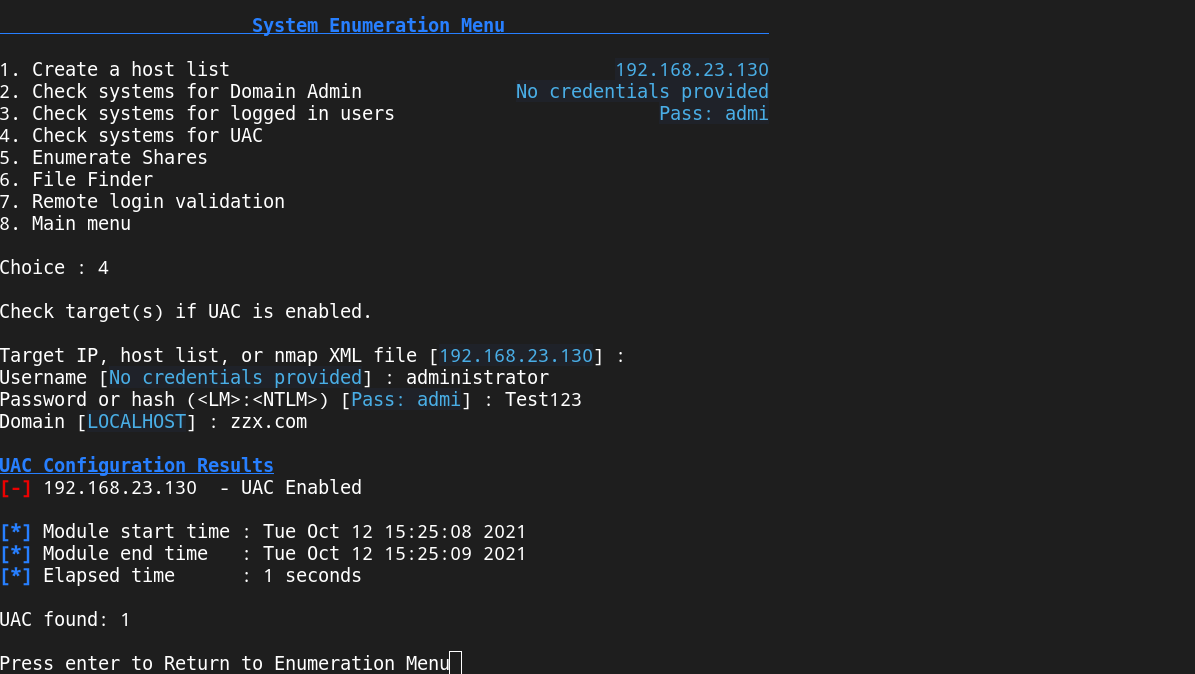 System Enumeration Menu
1. Create a host list 192.168.23.130
2. Check systems for Domain Admin No credentials provided
3. Check systems for logged in users Pass: admi
4. Check systems for UAC
5. Enumerate Shares
6. File Finder
7. Remote login validation
8. Main menu
Choice : 4
Check target(s) if UAC is enabled.
Target IP, host list, or nmap XML file [192.168.23.130] :
Username [No credentials provided] : administrator
Password or hash (<LM>:<NTLM>) [Pass: admi] : Test123
Domain [LOCALHOST] : zzx.com
UAC Configuration Results
[-] 192.168.23.130  - UAC Enabled
[*] Module start time : Tue Oct 12 15:25:08 2021
[*] Module end time   : Tue Oct 12 15:25:09 2021
[*] Elapsed time      : 1 seconds
UAC found: 1
Press enter to Return to Enumeration Menu